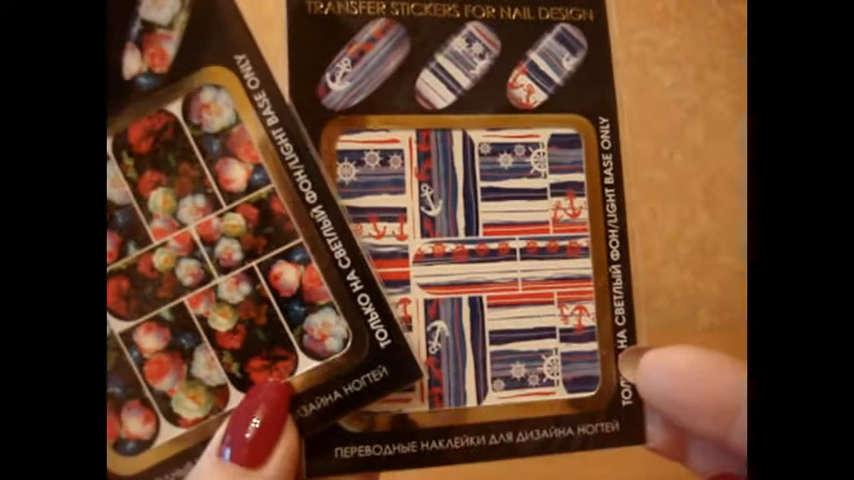 TRANSFER STICKERS FOR NAIL DESIGN
ТОЛЬКО НА СВЕТЛЫЙ ФОН/LIGHT BASE ONLY
НА СВЕТЛЫЙ ФОН/LIGHT BASE ONLY
ДИЗАЙНА НОГТЕЙ
ПЕРЕВОДНЫЕ НАКЛЕЙКИ ДЛЯ ДИЗАЙНА НОГТЕЙ